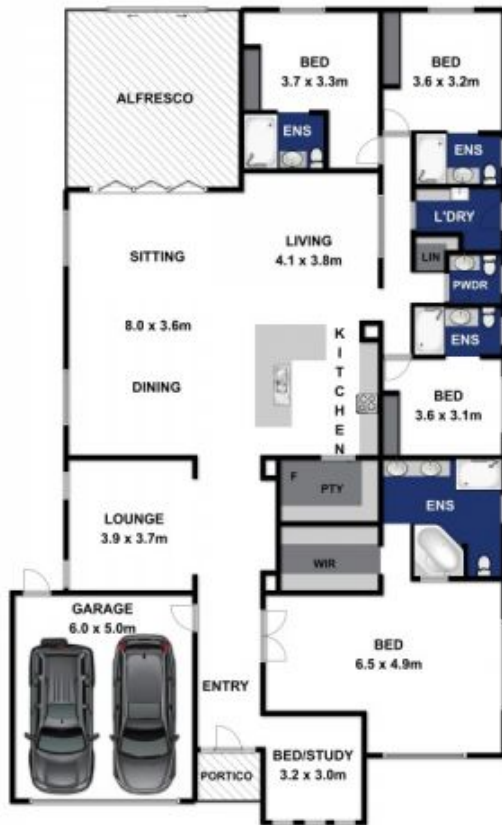 BED
3.7 x 3.3m
BED
3.6 x 3.2m
ALFRESCO
ENS
ENS
L'DRY
LIVING
4.1 x 3.8m
SITTING
LIN
PWDR
8.0 x 3.6m
ENS
KITCHEN
DINING
BED
3.6 x 3.1m
F
PTY
ENS
LOUNGE
3.9 x 3.7m
WIR
GARAGE
6.0 x 5.0m
BED
6.5 x 4.9m
ENTRY
BED/STUDY
3.2 x 3.0m
PORTICO